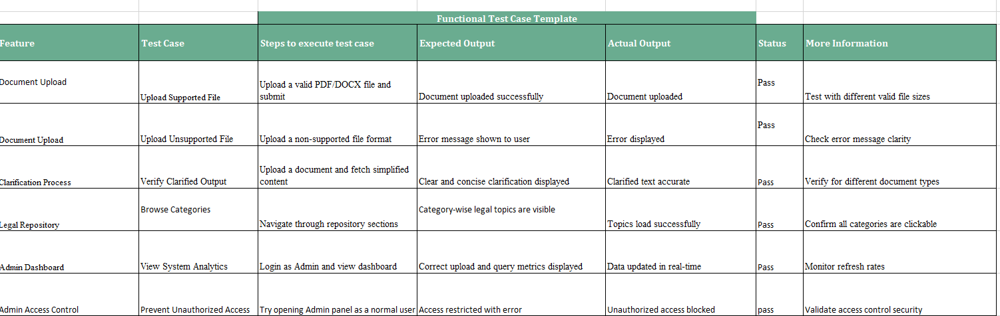 Functional Test Case Template
Feature Test Case Steps to execute test case Expected Output Actual Output Status More Information
Document Upload Upload Supported File Upload a valid PDF/DOCX file and
submit Document uploaded successfully Document uploaded Pass Test with different valid file sizes
Document Upload Upload Unsupported File Upload a non-supported file format Error message shown to user Error displayed Pass Check error message clarity
Clarification Process Verify Clarified Output Upload a document and fetch simplified
content Clear and concise clarification displayed Clarified text accurate Pass Verify for different document types
Legal Repository Browse Categories Navigate through repository sections Category-wise legal topics are visible Topics load successfully Pass Confirm all categories are clickable
Admin Dashboard View System Analytics Login as Admin and view dashboard Correct upload and query metrics displayed Data updated in real-time Pass Monitor refresh rates
Admin Access Control Prevent Unauthorized Access Try opening Admin panel as a normal user Access restricted with error Unauthorized access blocked pass Validate access control security